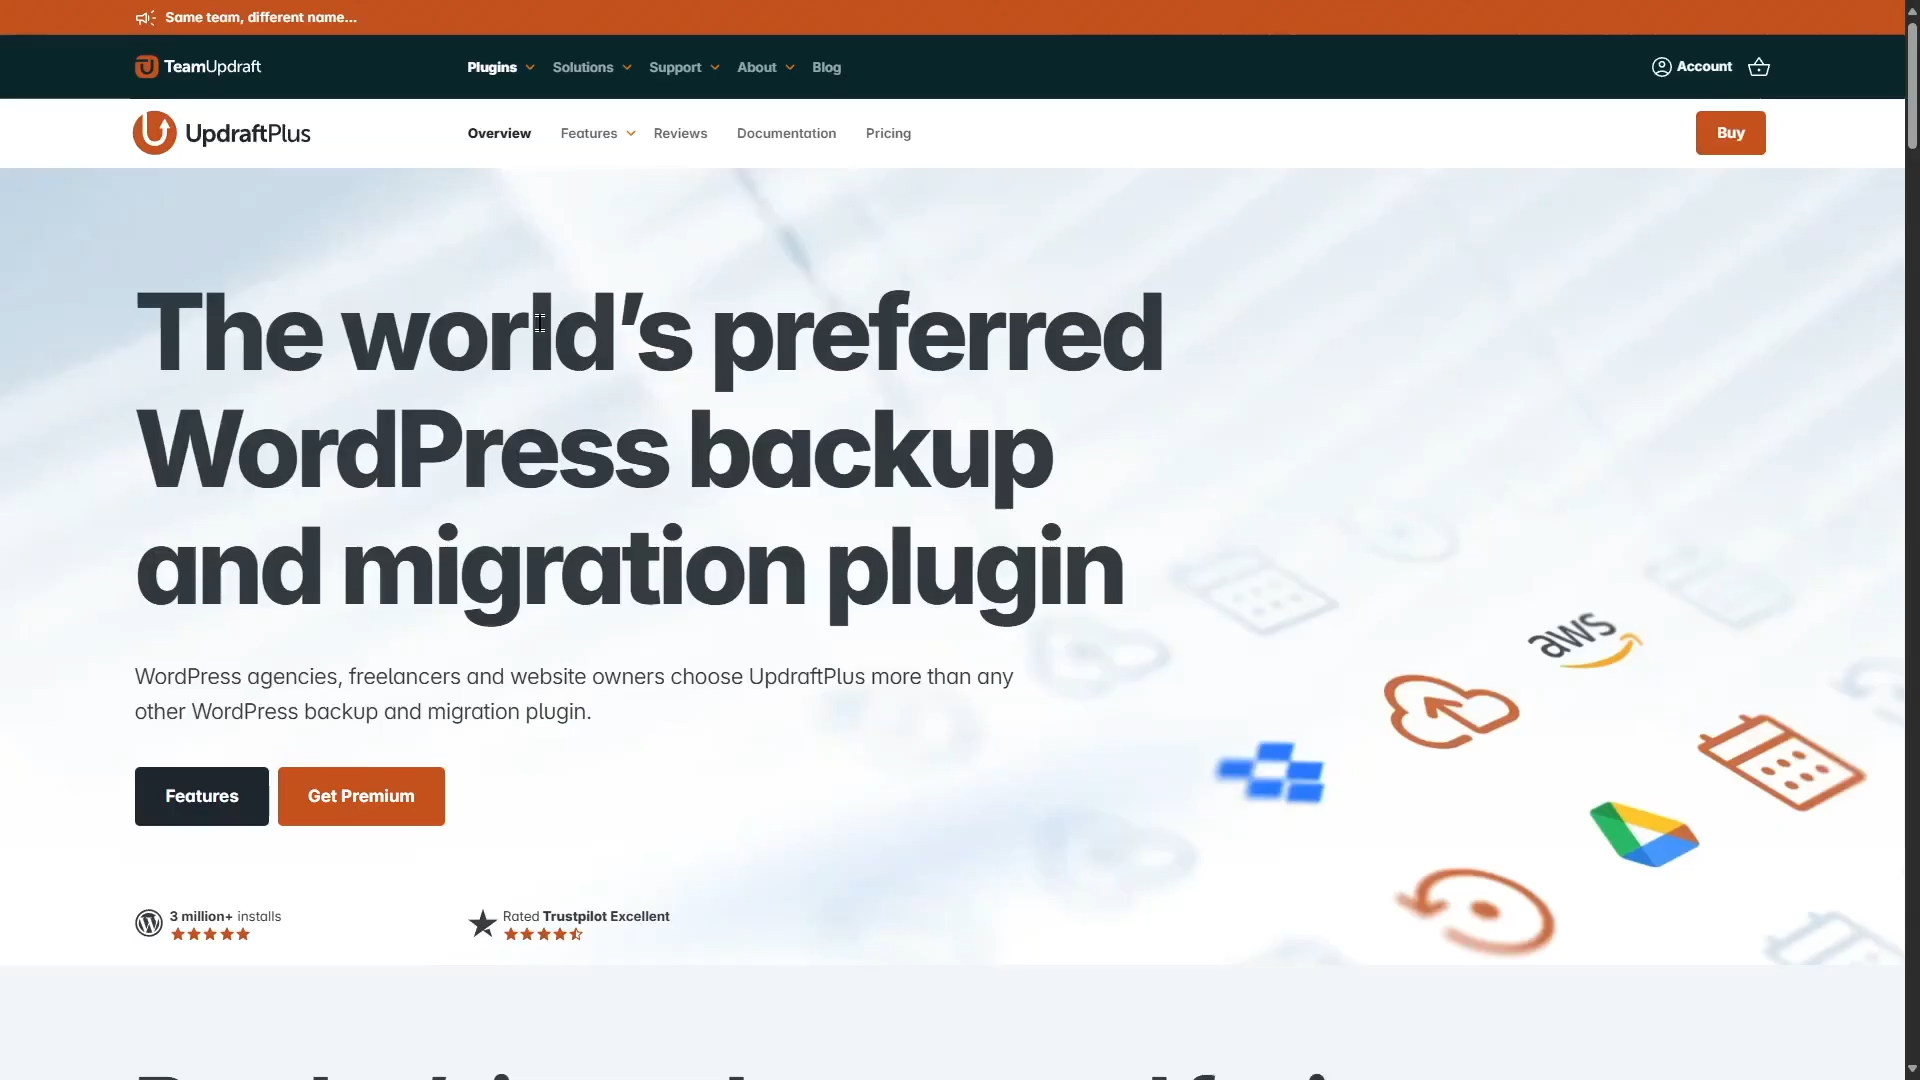 Same team, different name...
TeamUpdraft
Plugins Solutions Support About Blog
Account
UpdraftPlus
Overview Features Reviews Documentation Pricing
Buy
The world's preferred
WordPress backup
and migration plugin
WordPress agencies, freelancers and website owners choose UpdraftPlus more than any
other WordPress backup and migration plugin.
Features Get Premium
aws
3 million+ installs
Rated Trustpilot Excellent